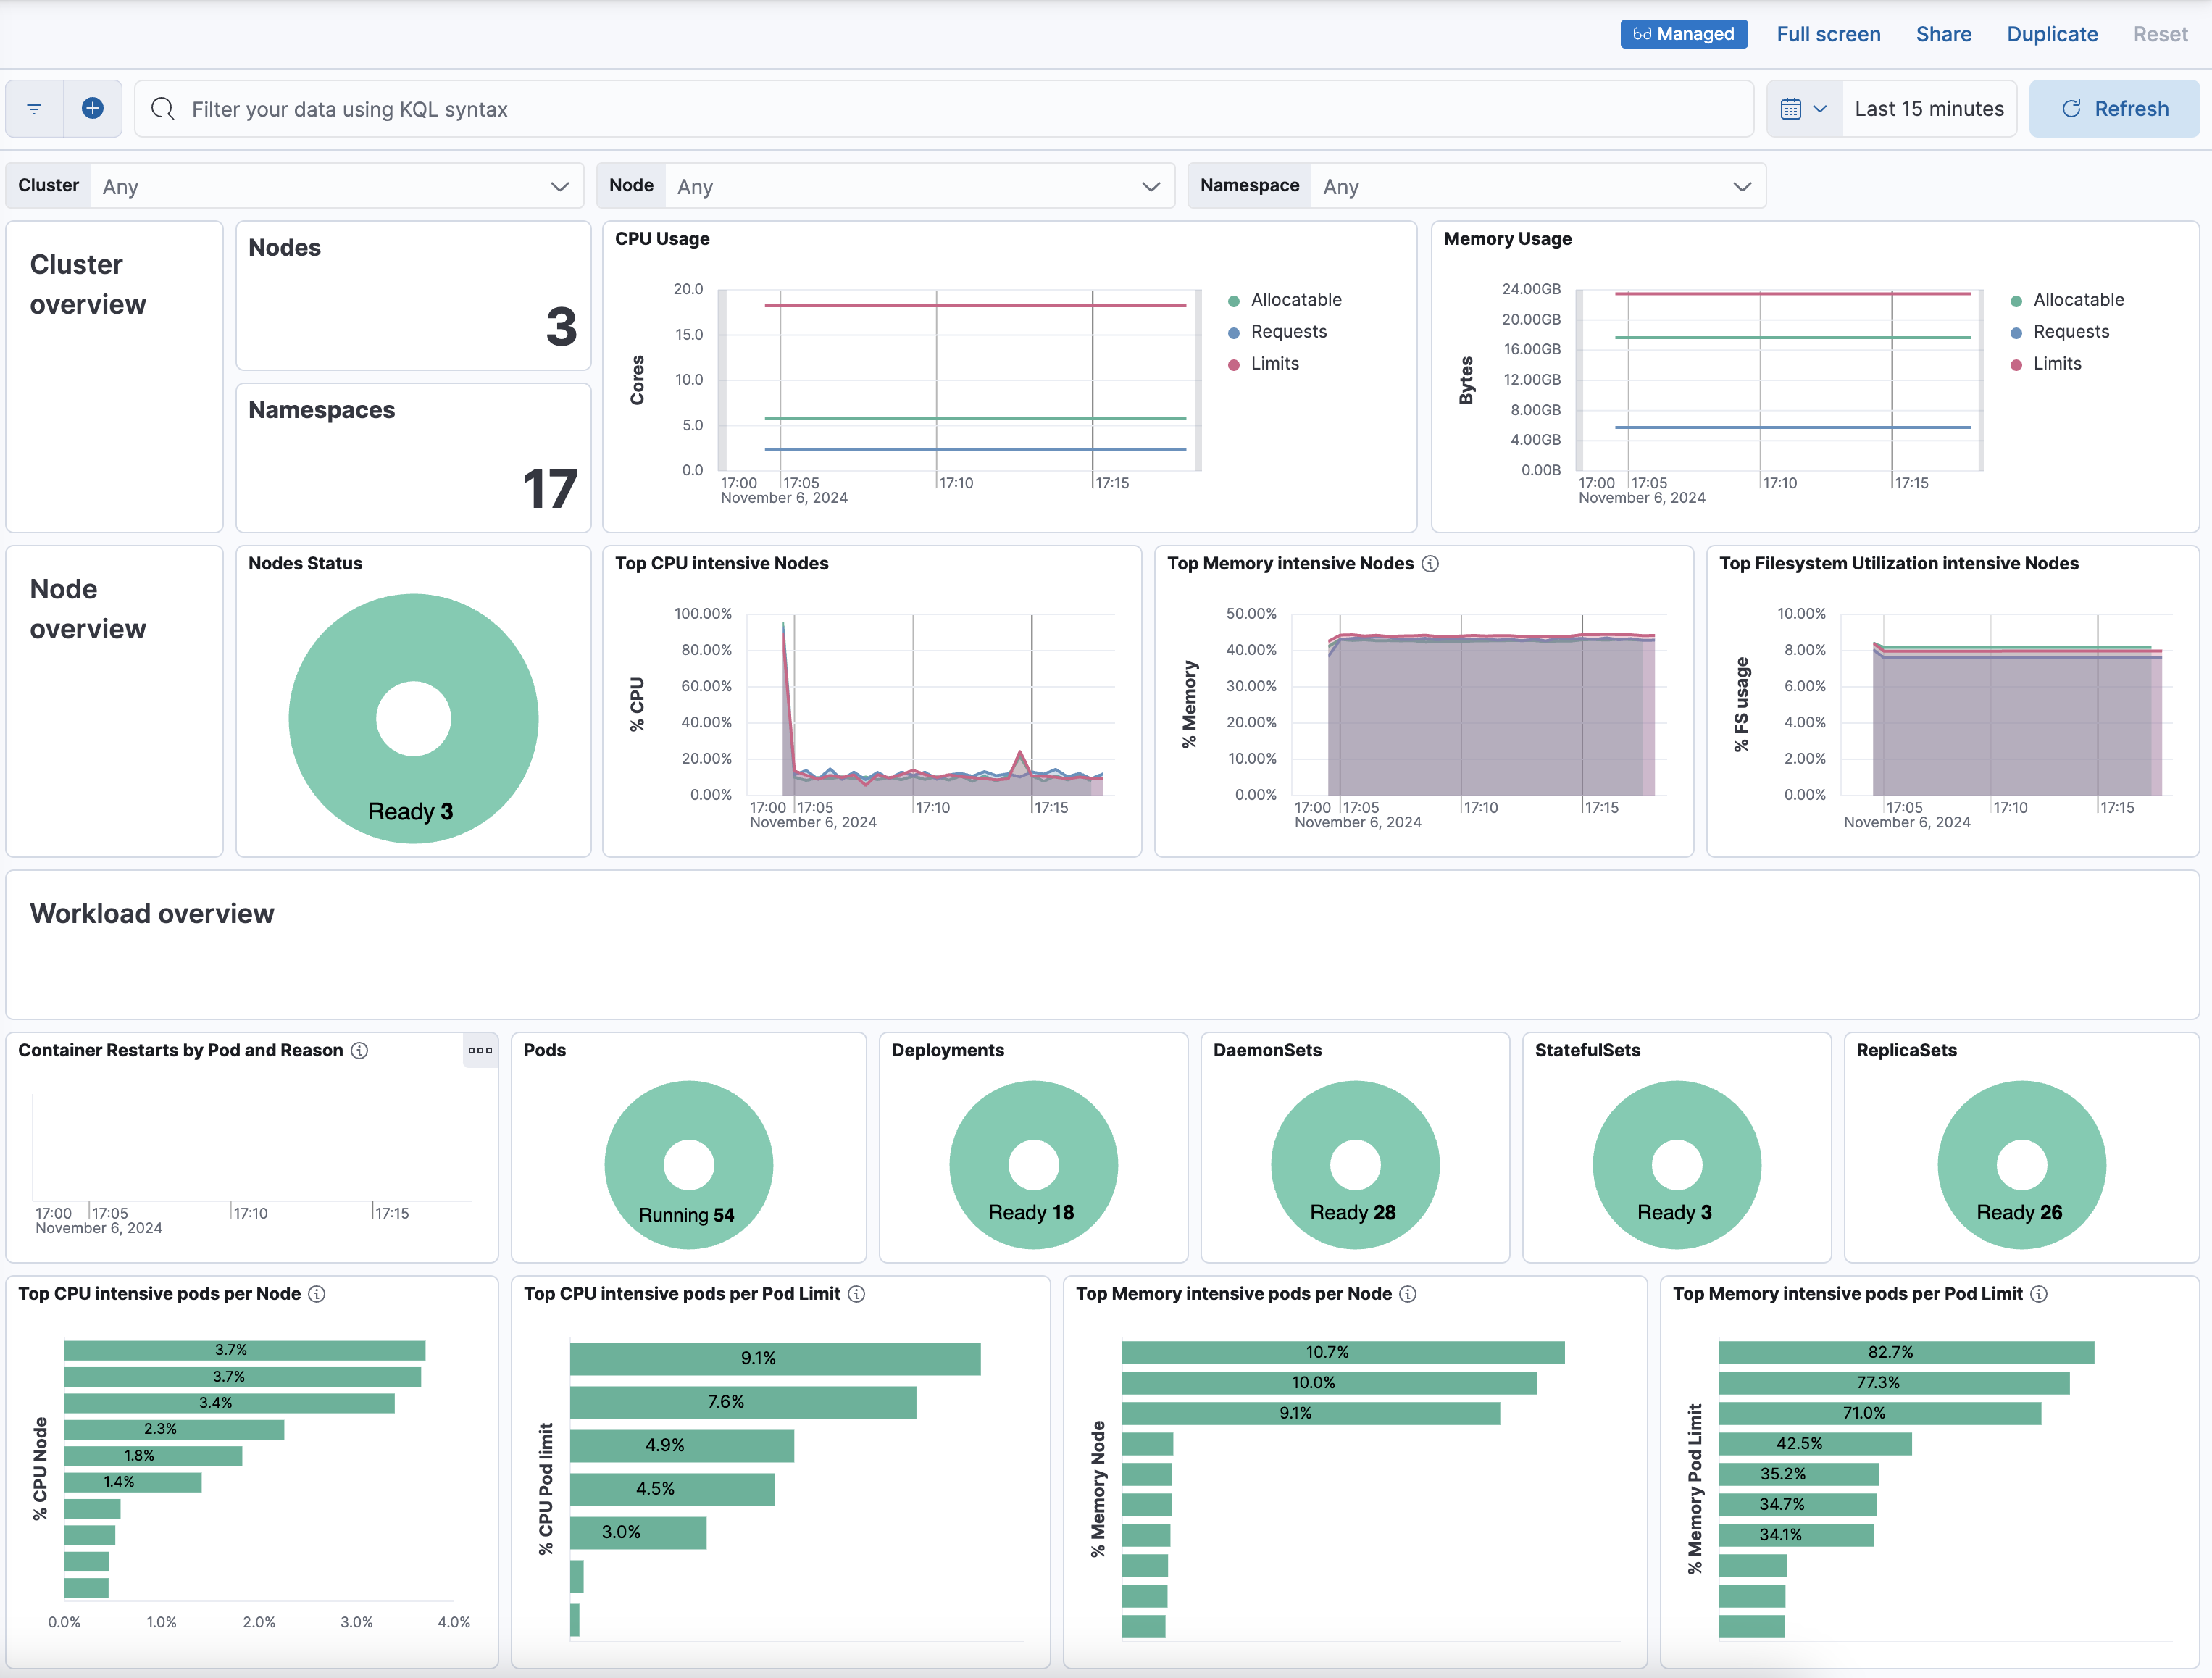 Managed
Full screen
Share
Duplicate
Reset
Filter your data using KQL syntax
Last 15 minutes
Refresh
Cluster
Any
Node
Any
Namespace
Any
Cluster
overview
Nodes
3
Namespaces
17
CPU Usage
Cores
20.0
15.0
10.0
5.0
0.0
17:00
17:05
17:10
17:15
November 6, 2024
Allocatable
Requests
Limits
Memory Usage
Bytes
24.00GB
20.00GB
16.00GB
12.00GB
8.00GB
4.00GB
0.00B
17:00
17:05
17:10
17:15
November 6, 2024
Allocatable
Requests
Limits
Node
overview
Nodes Status
Ready 3
Top CPU intensive Nodes
% CPU
100.00%
80.00%
60.00%
40.00%
20.00%
0.00%
17:00
17:05
17:10
17:15
November 6, 2024
Top Memory intensive Nodes
% Memory
50.00%
40.00%
30.00%
20.00%
10.00%
0.00%
17:00
17:05
17:10
17:15
November 6, 2024
Top Filesystem Utilization intensive Nodes
% FS usage
10.00%
8.00%
6.00%
4.00%
2.00%
0.00%
17:05
17:10
17:15
November 6, 2024
Workload overview
Container Restarts by Pod and Reason
17:00
17:05
17:10
17:15
November 6, 2024
Pods
Running 54
Deployments
Ready 18
DaemonSets
Ready 28
StatefulSets
Ready 3
ReplicaSets
Ready 26
Top CPU intensive pods per Node
% CPU Node
3.7%
3.7%
3.4%
2.3%
1.8%
1.4%
0.0%
1.0%
2.0%
3.0%
4.0%
Top CPU intensive pods per Pod Limit
% CPU Pod limit
9.1%
7.6%
4.9%
4.5%
3.0%
Top Memory intensive pods per Node
% Memory Node
10.7%
10.0%
9.1%
Top Memory intensive pods per Pod Limit
% Memory Pod Limit
82.7%
77.3%
71.0%
42.5%
35.2%
34.7%
34.1%